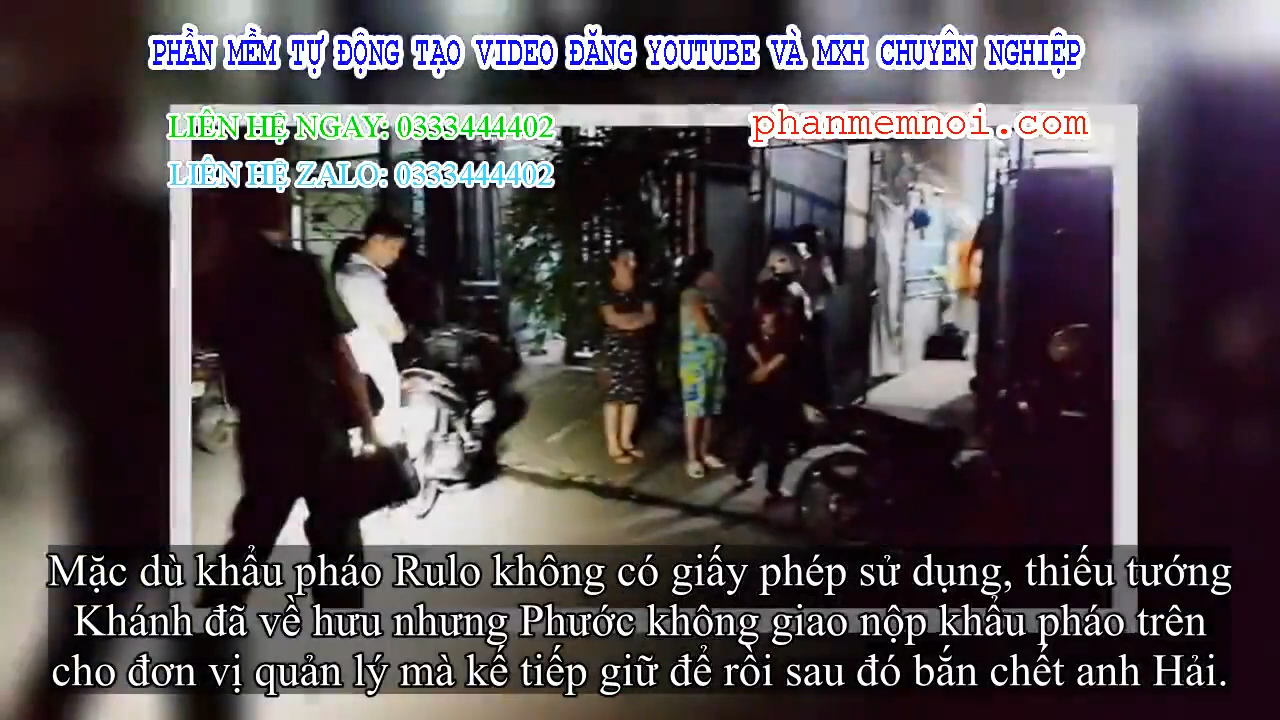 PHẦN MỀM TỰ ĐỘNG TẠO VIDEO ĐĂNG YOUTUBE VÀ MXH CHUYÊN NGHIỆP
LIÊN HỆ NGAY: 0333444402
phanmemnoi.com
LIÊN HỆ ZALO: 0333444402
Mặc dù khẩu pháo Rulo không có giấy phép sử dụng, thiếu tướng
Khánh đã về hưu nhưng Phước không giao nộp khẩu pháo trên
cho đơn vị quản lý mà kế tiếp giữ để rồi sau đó bắn chết anh Hải.